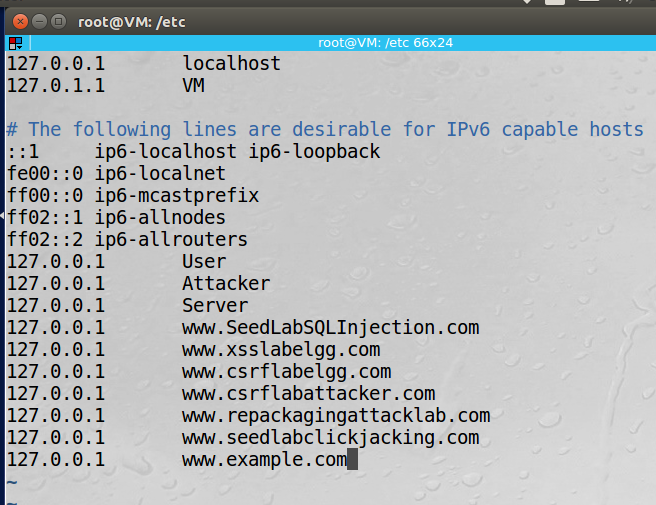 root@VM: /etc
root@VM: /etc 66x24
127.0.0.1       localhost
127.0.1.1       VM

# The following lines are desirable for IPv6 capable hosts
::1     ip6-localhost ip6-loopback
fe00::0 ip6-localnet
ff00::0 ip6-mcastprefix
ff02::1 ip6-allnodes
ff02::2 ip6-allrouters
127.0.0.1       User
127.0.0.1       Attacker
127.0.0.1       Server
127.0.0.1       www.SeedLabSQLInjection.com
127.0.0.1       www.xsslabelgg.com
127.0.0.1       www.csrflabelgg.com
127.0.0.1       www.csrflabattacker.com
127.0.0.1       www.repackagingattacklab.com
127.0.0.1       www.seedlabclickjacking.com
127.0.0.1       www.example.com
~
~